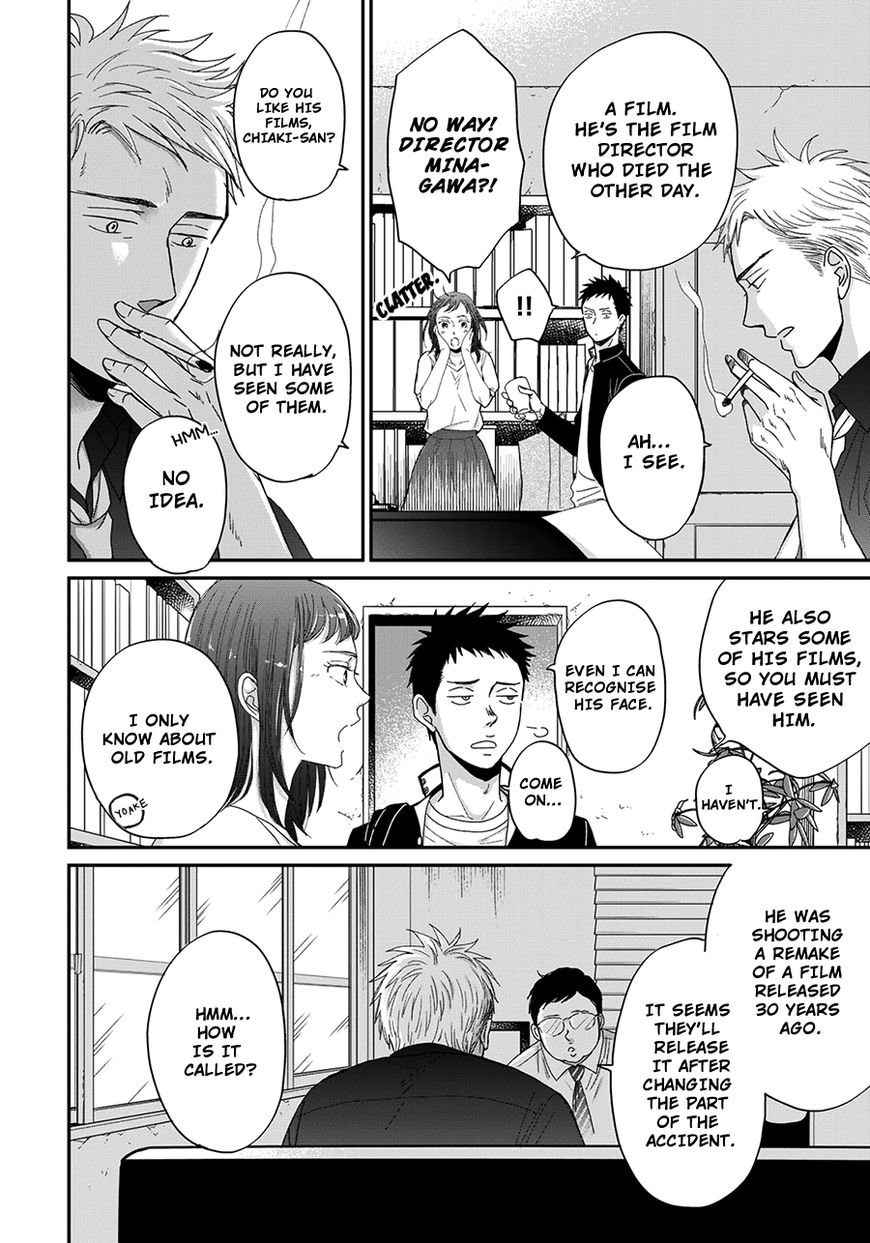 A FILM.
HE'S THE FILM
DIRECTOR
WHO DIED THE
OTHER DAY.
NO WAY!
DIRECTOR
MINA-
GAWA?!
CLATTER.
!!
AH...
I SEE.
DO YOU
LIKE HIS
FILMS,
CHIAKI-SAN?
NOT REALLY,
BUT I HAVE
SEEN SOME
OF THEM.
HMM...
NO
IDEA.
HE ALSO
STARS SOME
OF HIS FILMS,
SO YOU MUST
HAVE SEEN
HIM.
I
HAVEN'T.
EVEN I CAN
RECOGNISE
HIS FACE.
COME
ON...
I ONLY
KNOW ABOUT
OLD FILMS.
YOAKE
HE WAS
SHOOTING
A REMAKE
OF A FILM
RELEASED
30 YEARS
AGO.
IT SEEMS
THEY'LL
RELEASE
IT AFTER
CHANGING
THE PART
OF THE
ACCIDENT.
HMM...
HOW
IS IT
CALLED?